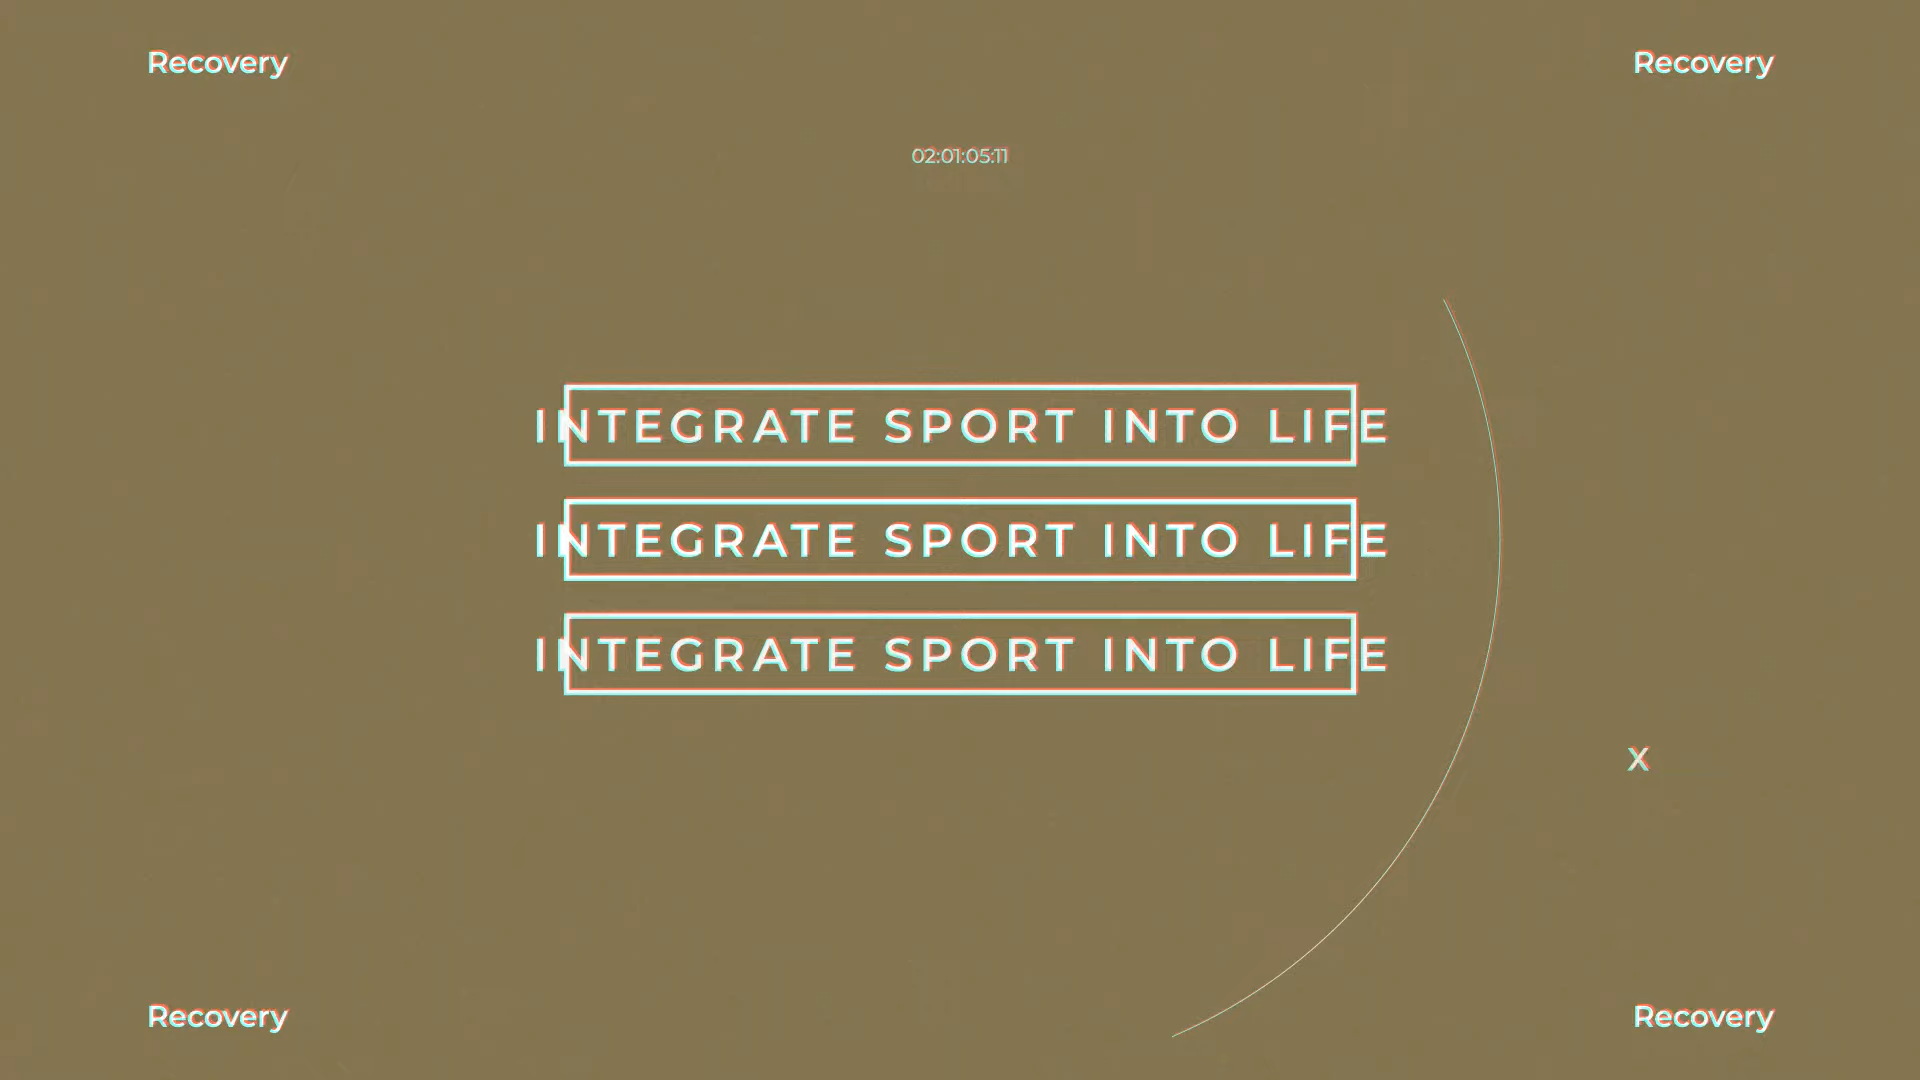 Recovery Recovery
02:01:05:11
INTEGRATE SPORT INTO LIFE
INTEGRATE SPORT INTO LIFE
INTEGRATE SPORT INTO LIFE
X
Recovery Recovery